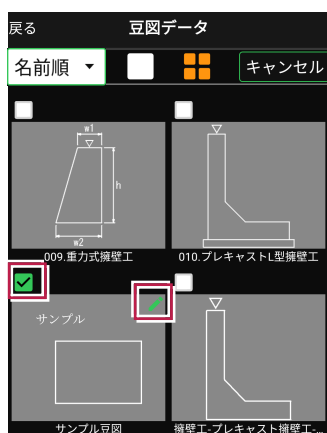 戻る 豆図データ
名前順 キャンセル
w1
h
w2
009.重力式擁壁工 010.プレキャストL型擁壁工
サンプル
サンプル豆図 擁壁工-プレキャスト擁壁工-...